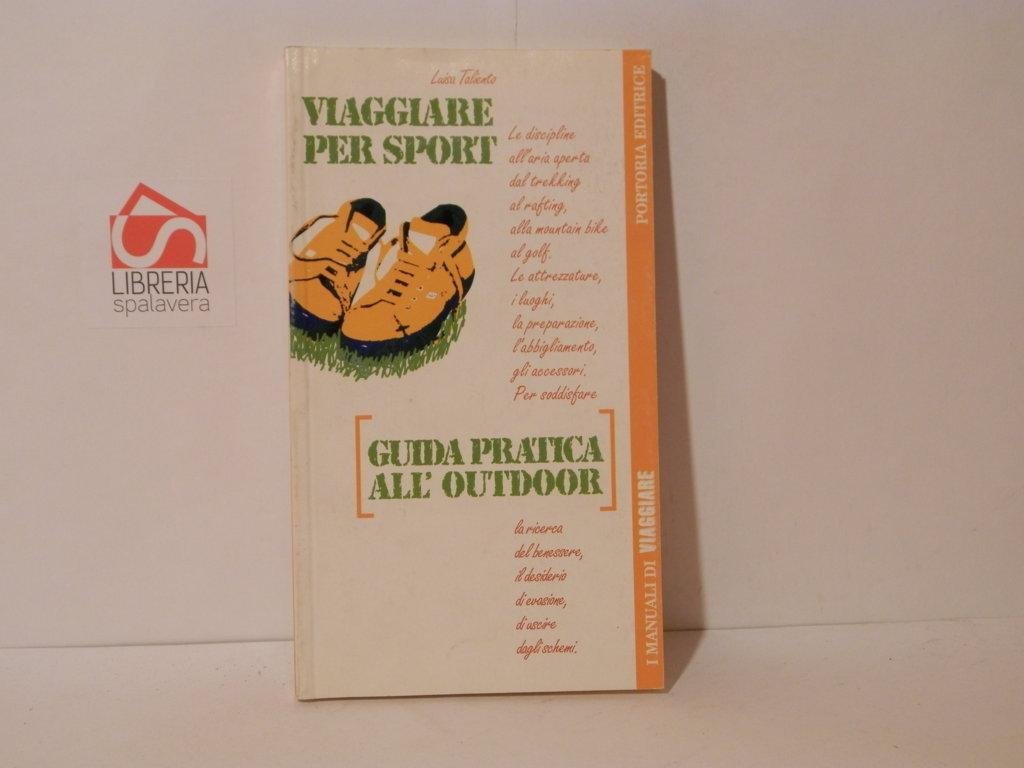 Luisa Taliento
VIAGGIARE
PER SPORT
Le discipline
all'aria aperta
dal trekking
al rafting,
alla mountain bike
al golf.
Le attrezzature,
i luoghi,
la preparazione,
l'abbigliamento,
gli accessori.
Per soddisfare
GUIDA PRATICA
ALL' OUTDOOR
la ricerca
del benessere,
il desiderio
di evasione,
di uscire
dagli schemi.
PORTORIA EDITRICE
I MANUALI DI VIAGGIARE
LIBRERIA
spalavera